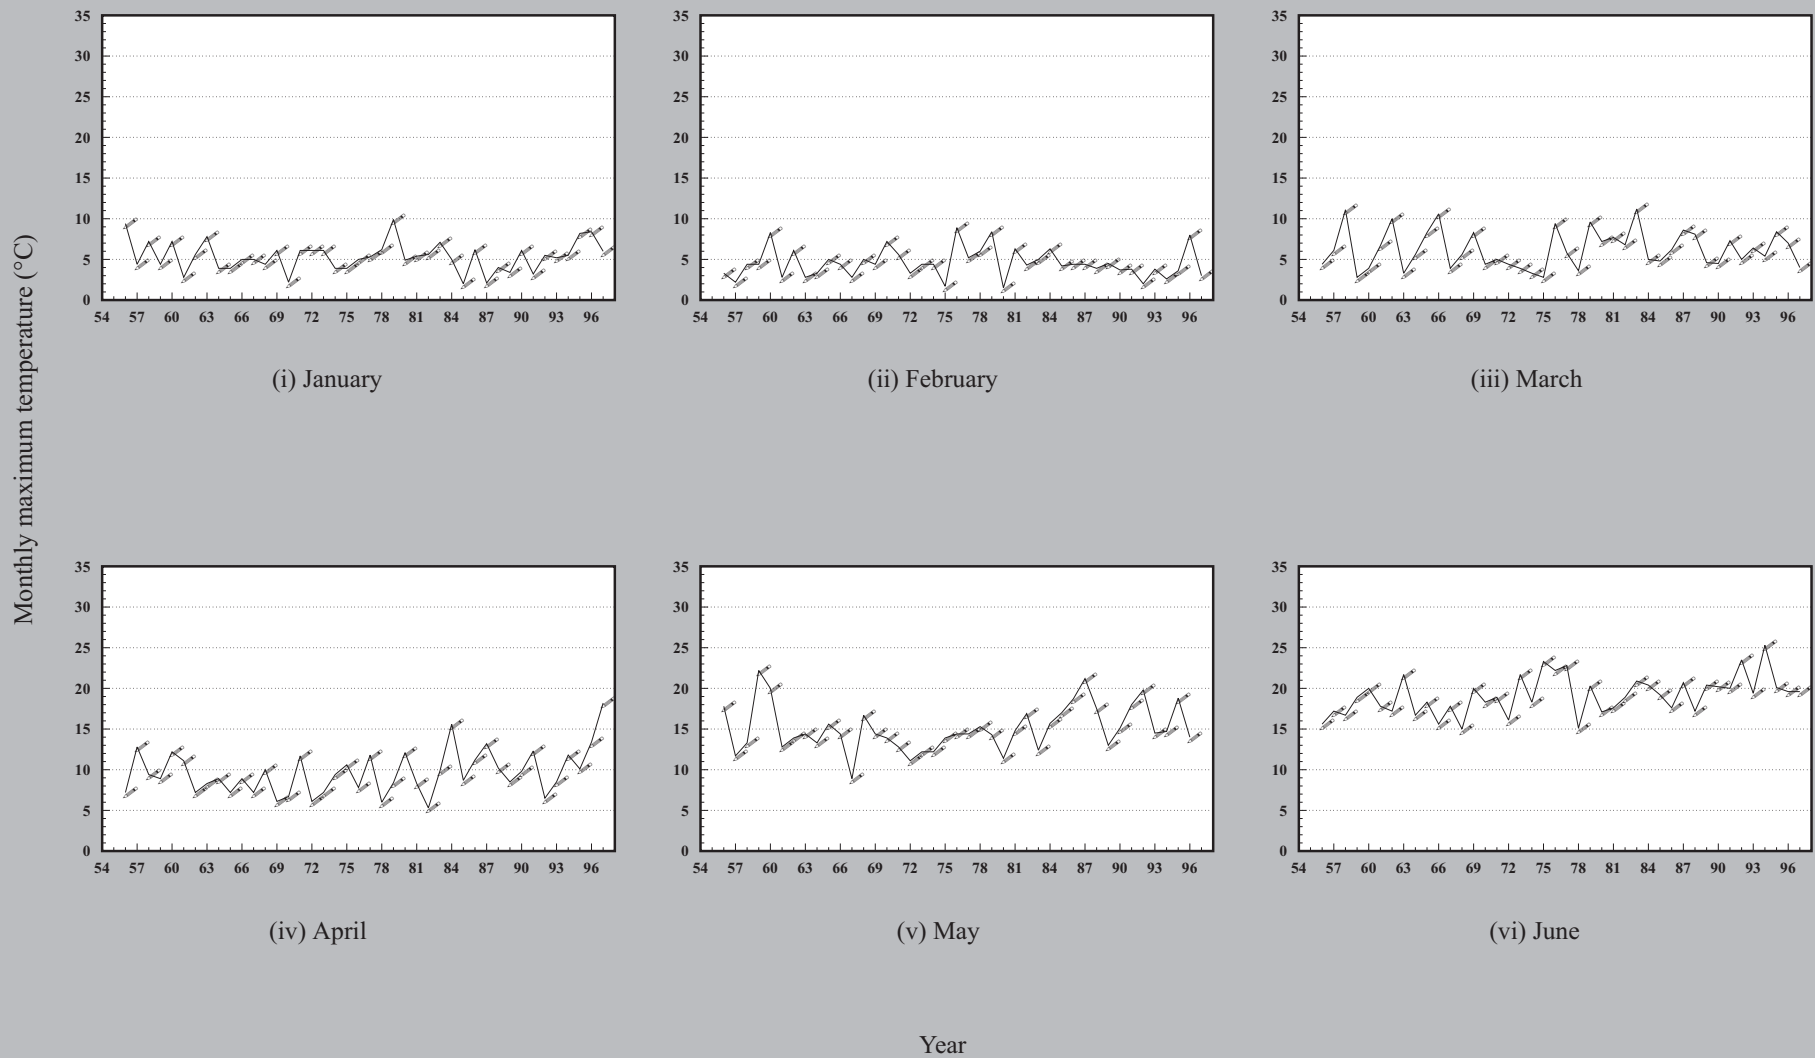 35 35 35
30 30 30
25 25 25
20 20 20
15 15 15
10 10 10
5 5 5
0 0 0
54 57 60 63 66 69 72 75 78 81 84 87 90 93 96 54 57 60 63 66 69 72 75 78 81 84 87 90 93 96 54 57 60 63 66 69 72 75 78 81 84 87 90 93 96
(i) January (ii) February (iii) March
Monthly maximum temperature (°C)
35 35 35
30 30 30
25 25 25
20 20 20
15 15 15
10 10 10
5 5 5
0 0 0
54 57 60 63 66 69 72 75 78 81 84 87 90 93 96 54 57 60 63 66 69 72 75 78 81 84 87 90 93 96 54 57 60 63 66 69 72 75 78 81 84 87 90 93 96
(iv) April (v) May (vi) June
Year